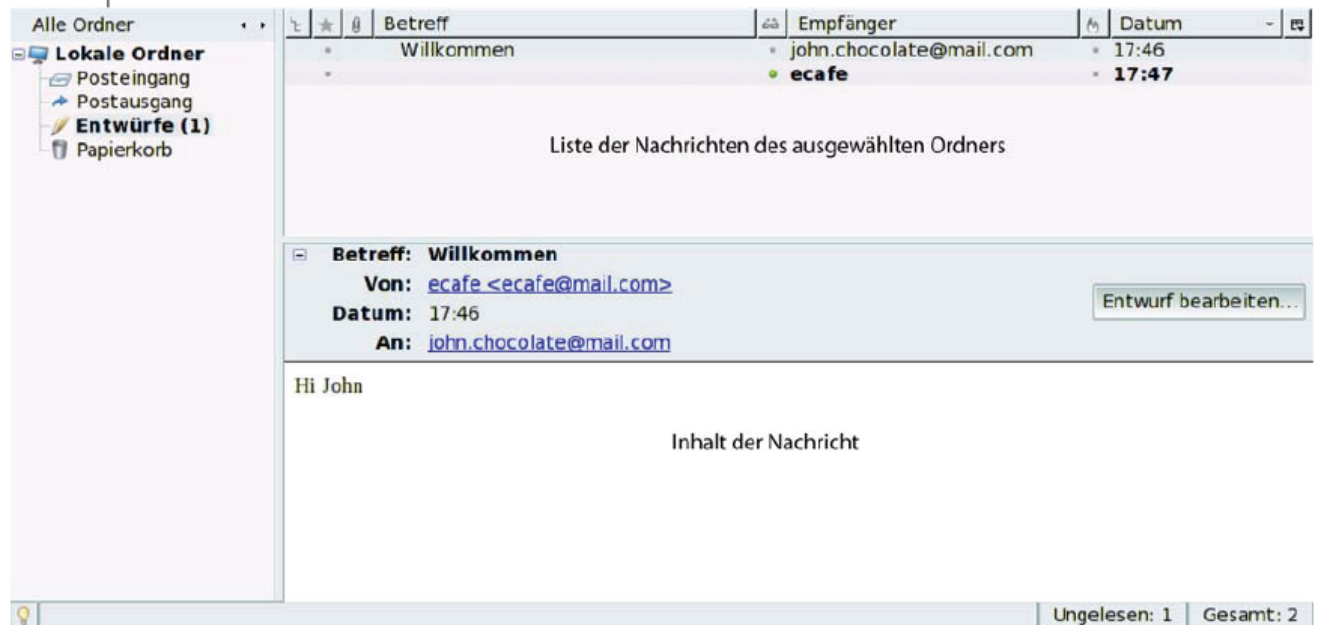 Alle Ordner
Lokale Ordner
Posteingang
Postausgang
Entwürfe (1)
Papierkorb
Betreff Empfänger Datum
Willkommen john.chocolate@mail.com 17:46
ecafe 17:47
Liste der Nachrichten des ausgewählten Ordners
Betreff: Willkommen
Von: ecafe <ecafe@mail.com>
Datum: 17:46
An: john.chocolate@mail.com
Entwurf bearbeiten...
Hi John
Inhalt der Nachricht
Ungelesen: 1 Gesamt: 2